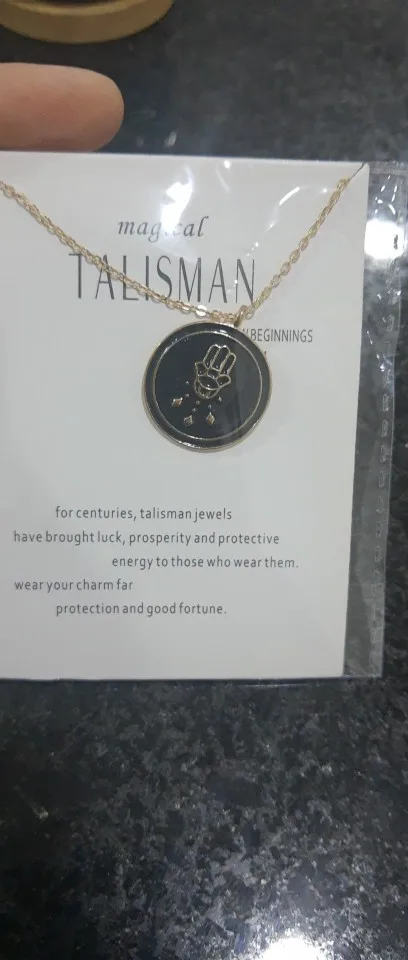 magical
TALISMAN
#BEGINNINGS
for centuries, talisman jewels
have brought luck, prosperity and protective
energy to those who wear them.
wear your charm far
protection and good fortune.